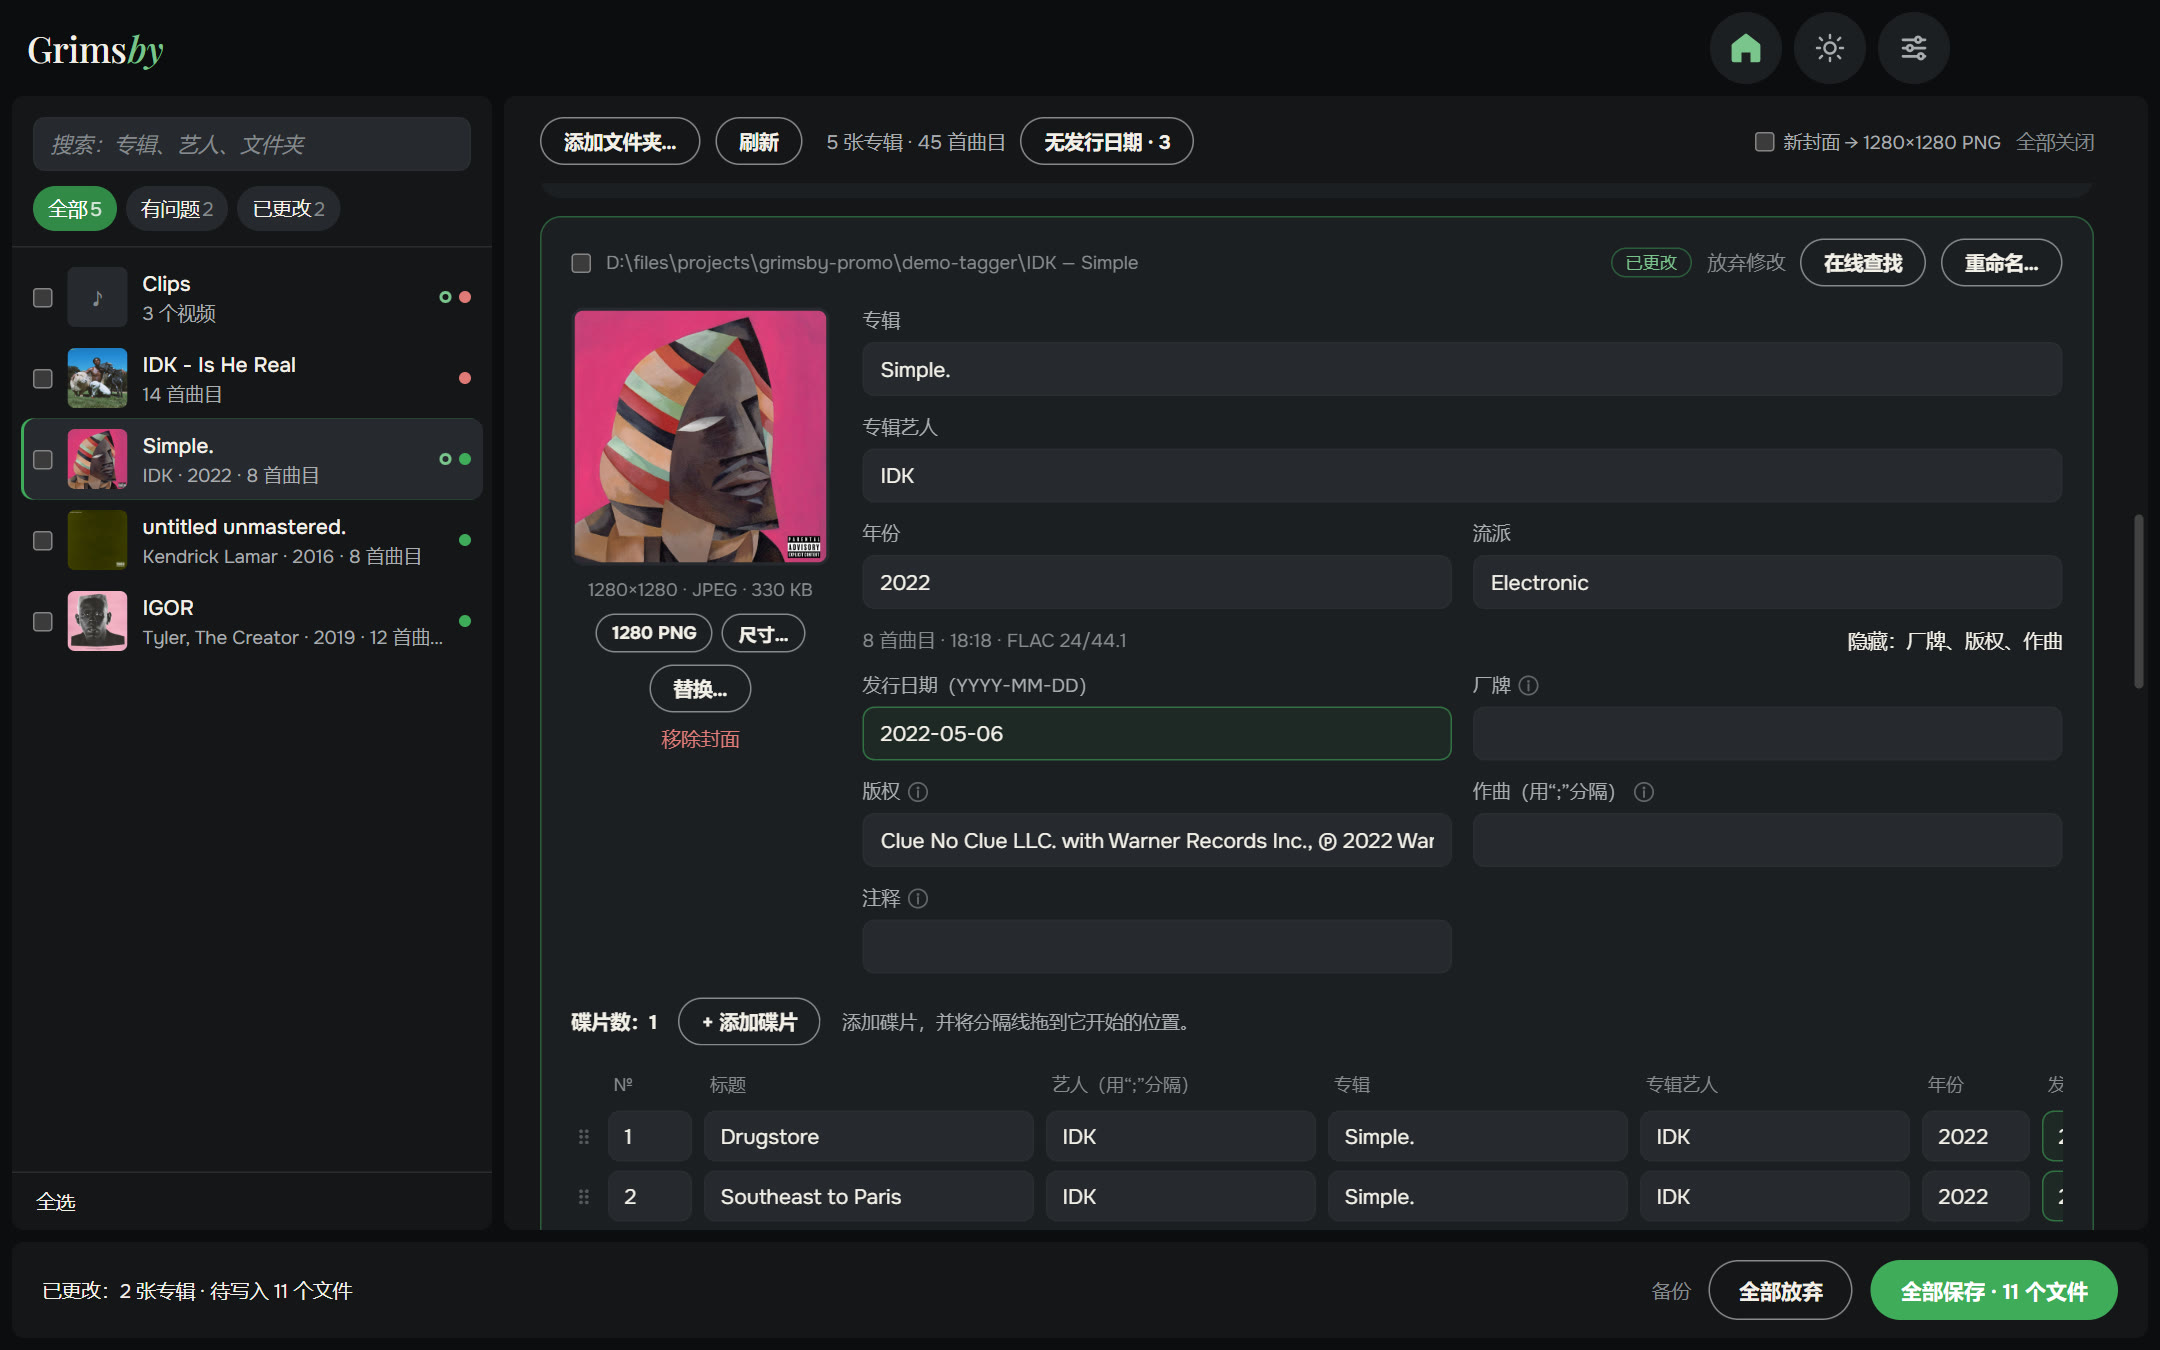 Grimsby
搜索：专辑、艺人、文件夹
全部 5
有问题 2
已更改 2
Clips
3 个视频
IDK - Is He Real
14 首曲目
Simple.
IDK · 2022 · 8 首曲目
untitled unmastered.
Kendrick Lamar · 2016 · 8 首曲目
IGOR
Tyler, The Creator · 2019 · 12 首曲...
全选
添加文件夹...
刷新
5 张专辑 · 45 首曲目
无发行日期 · 3
新封面 → 1280×1280 PNG
全部关闭
D:\files\projects\grimsby-promo\demo-tagger\IDK — Simple
已更改
放弃修改
在线查找
重命名...
PARENTAL
ADVISORY
EXPLICIT CONTENT
1280×1280 · JPEG · 330 KB
1280 PNG
尺寸...
替换...
移除封面
专辑
Simple.
专辑艺人
IDK
年份
2022
流派
Electronic
8 首曲目 · 18:18 · FLAC 24/44.1
隐藏：厂牌、版权、作曲
发行日期（YYYY-MM-DD）
2022-05-06
厂牌
版权
Clue No Clue LLC. with Warner Records Inc., ℗ 2022 War
作曲（用“;”分隔）
注释
碟片数：1
+ 添加碟片
添加碟片，并将分隔线拖到它开始的位置。
№ 标题 艺人（用“;”分隔） 专辑 专辑艺人 年份 发
1 Drugstore IDK Simple. IDK 2022
2 Southeast to Paris IDK Simple. IDK 2022
已更改：2 张专辑 · 待写入 11 个文件
备份
全部放弃
全部保存 · 11 个文件